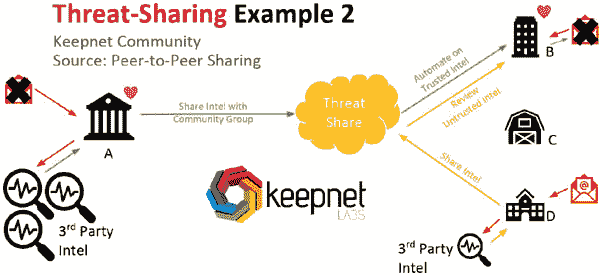 Threat-Sharing Example 2
Keepnet Community
Source: Peer-to-Peer Sharing
B
Automate on
Trusted Intel
Share Intel with
Community Group
Threat
Share
Review
Untrusted Intel
A
C
Share Intel
keepnet
LABS
@
D
3rd Party
Intel
3rd Party
Intel